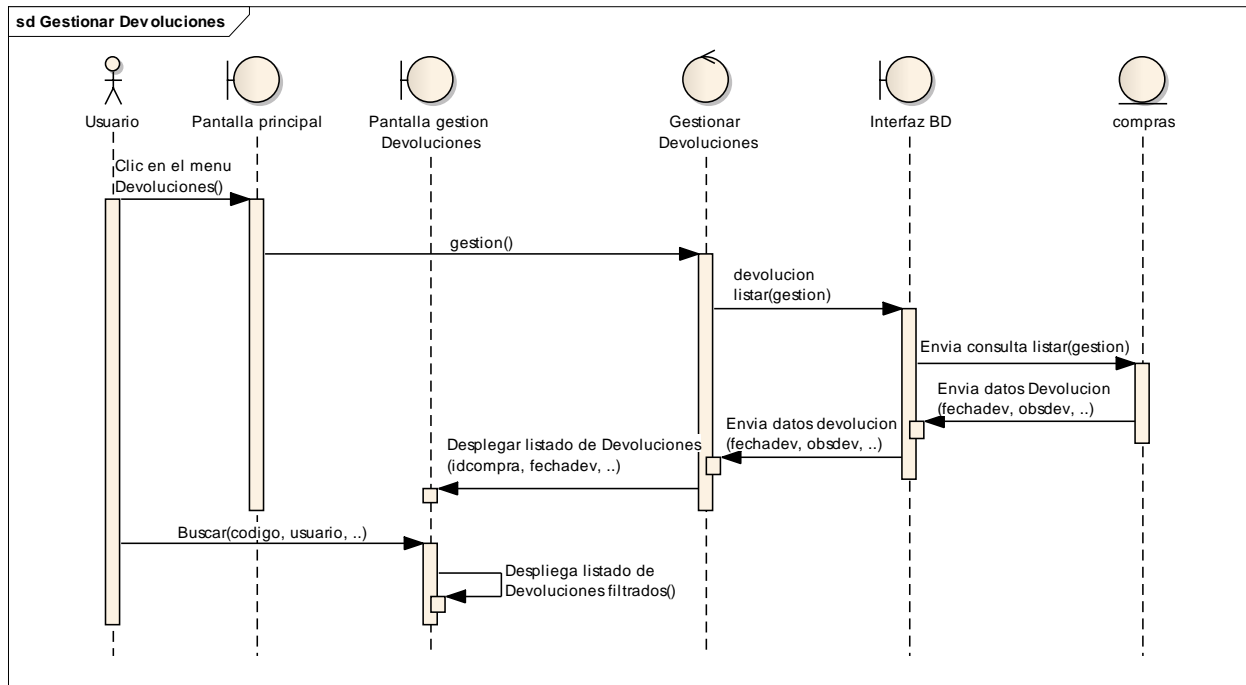 sd Gestionar Devoluciones
Usuario
Pantalla principal
Pantalla gestion
Devoluciones
Gestionar
Devoluciones
Interfaz BD
compras
Clic en el menu
Devoluciones()
gestion()
devolucion
listar(gestion)
Envia consulta listar(gestion)
Envia datos Devolucion
(fechadev, obsdev, ..)
Envia datos devolucion
(fechadev, obsdev, ..)
Desplegar listado de Devoluciones
(idcompra, fechadev, ..)
Buscar(codigo, usuario, ..)
Despliega listado de
Devoluciones filtrados()